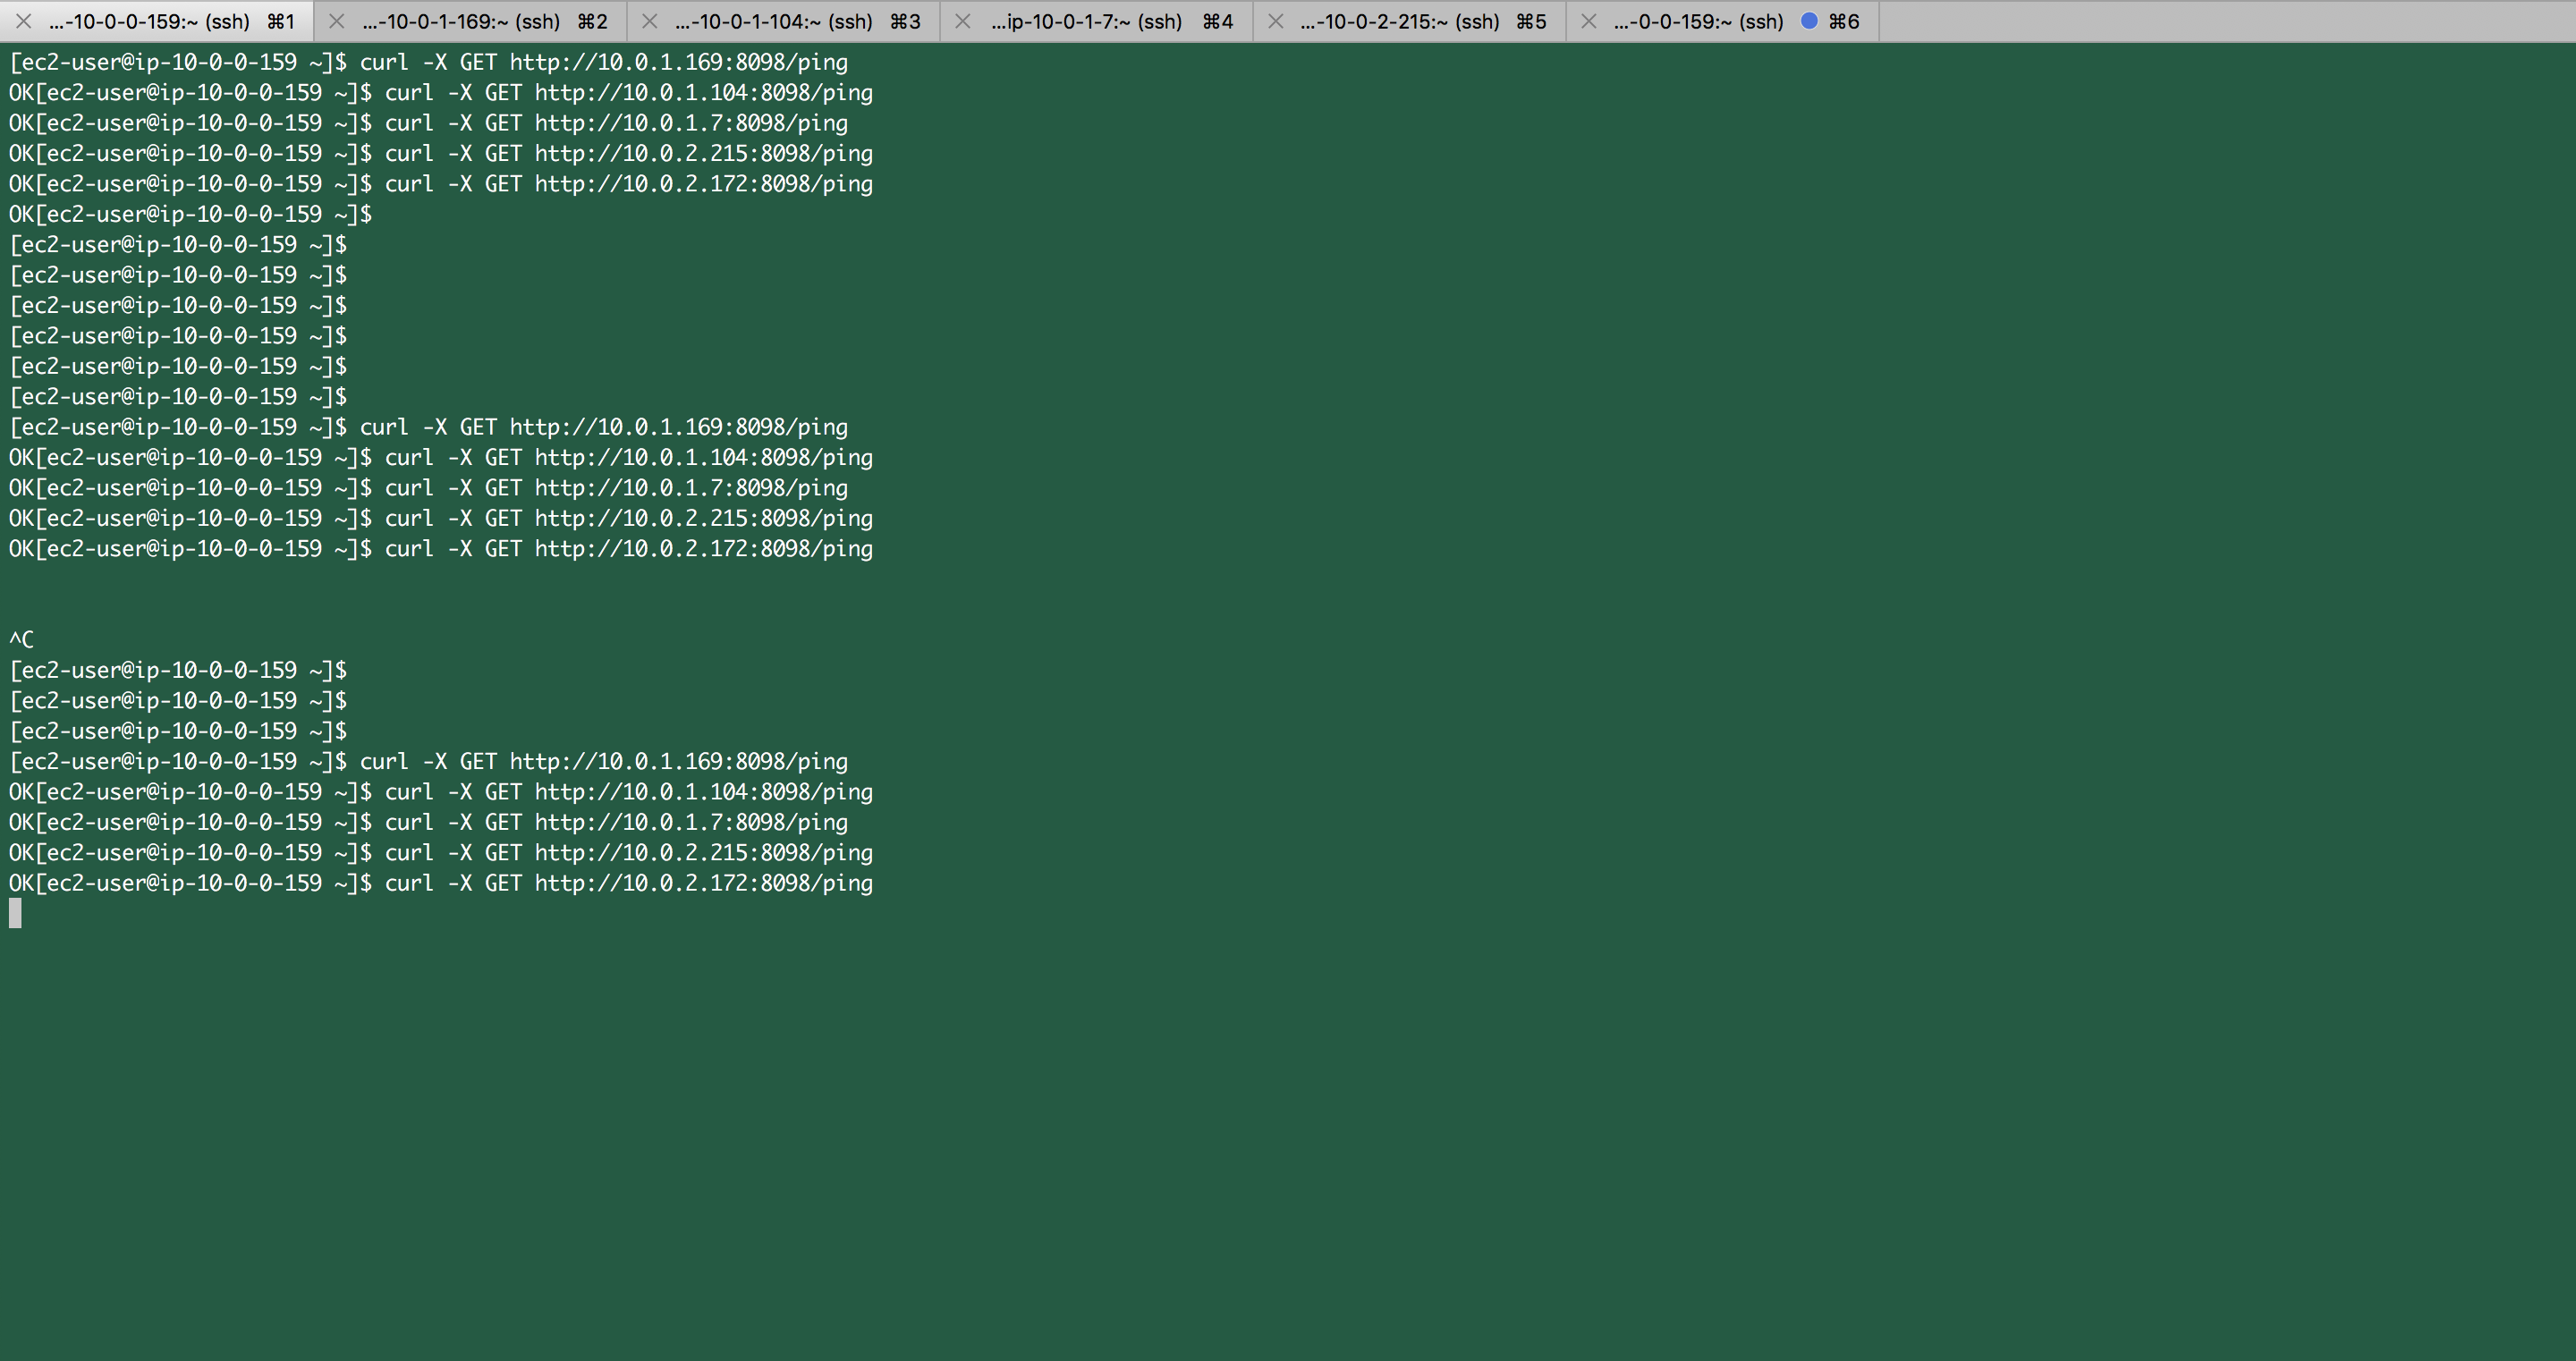 ...-10-0-0-159:~ (ssh) ⌘1 ...-10-0-1-169:~ (ssh) ⌘2 ...-10-0-1-104:~ (ssh) ⌘3 ...ip-10-0-1-7:~ (ssh) ⌘4 ...-10-0-2-215:~ (ssh) ⌘5 ...-0-0-159:~ (ssh) ⌘6
[ec2-user@ip-10-0-0-159 ~]$ curl -X GET http://10.0.1.169:8098/ping
OK[ec2-user@ip-10-0-0-159 ~]$ curl -X GET http://10.0.1.104:8098/ping
OK[ec2-user@ip-10-0-0-159 ~]$ curl -X GET http://10.0.1.7:8098/ping
OK[ec2-user@ip-10-0-0-159 ~]$ curl -X GET http://10.0.2.215:8098/ping
OK[ec2-user@ip-10-0-0-159 ~]$ curl -X GET http://10.0.2.172:8098/ping
OK[ec2-user@ip-10-0-0-159 ~]$
[ec2-user@ip-10-0-0-159 ~]$
[ec2-user@ip-10-0-0-159 ~]$
[ec2-user@ip-10-0-0-159 ~]$
[ec2-user@ip-10-0-0-159 ~]$
[ec2-user@ip-10-0-0-159 ~]$
[ec2-user@ip-10-0-0-159 ~]$
[ec2-user@ip-10-0-0-159 ~]$ curl -X GET http://10.0.1.169:8098/ping
OK[ec2-user@ip-10-0-0-159 ~]$ curl -X GET http://10.0.1.104:8098/ping
OK[ec2-user@ip-10-0-0-159 ~]$ curl -X GET http://10.0.1.7:8098/ping
OK[ec2-user@ip-10-0-0-159 ~]$ curl -X GET http://10.0.2.215:8098/ping
OK[ec2-user@ip-10-0-0-159 ~]$ curl -X GET http://10.0.2.172:8098/ping
^C
[ec2-user@ip-10-0-0-159 ~]$
[ec2-user@ip-10-0-0-159 ~]$
[ec2-user@ip-10-0-0-159 ~]$
[ec2-user@ip-10-0-0-159 ~]$ curl -X GET http://10.0.1.169:8098/ping
OK[ec2-user@ip-10-0-0-159 ~]$ curl -X GET http://10.0.1.104:8098/ping
OK[ec2-user@ip-10-0-0-159 ~]$ curl -X GET http://10.0.1.7:8098/ping
OK[ec2-user@ip-10-0-0-159 ~]$ curl -X GET http://10.0.2.215:8098/ping
OK[ec2-user@ip-10-0-0-159 ~]$ curl -X GET http://10.0.2.172:8098/ping